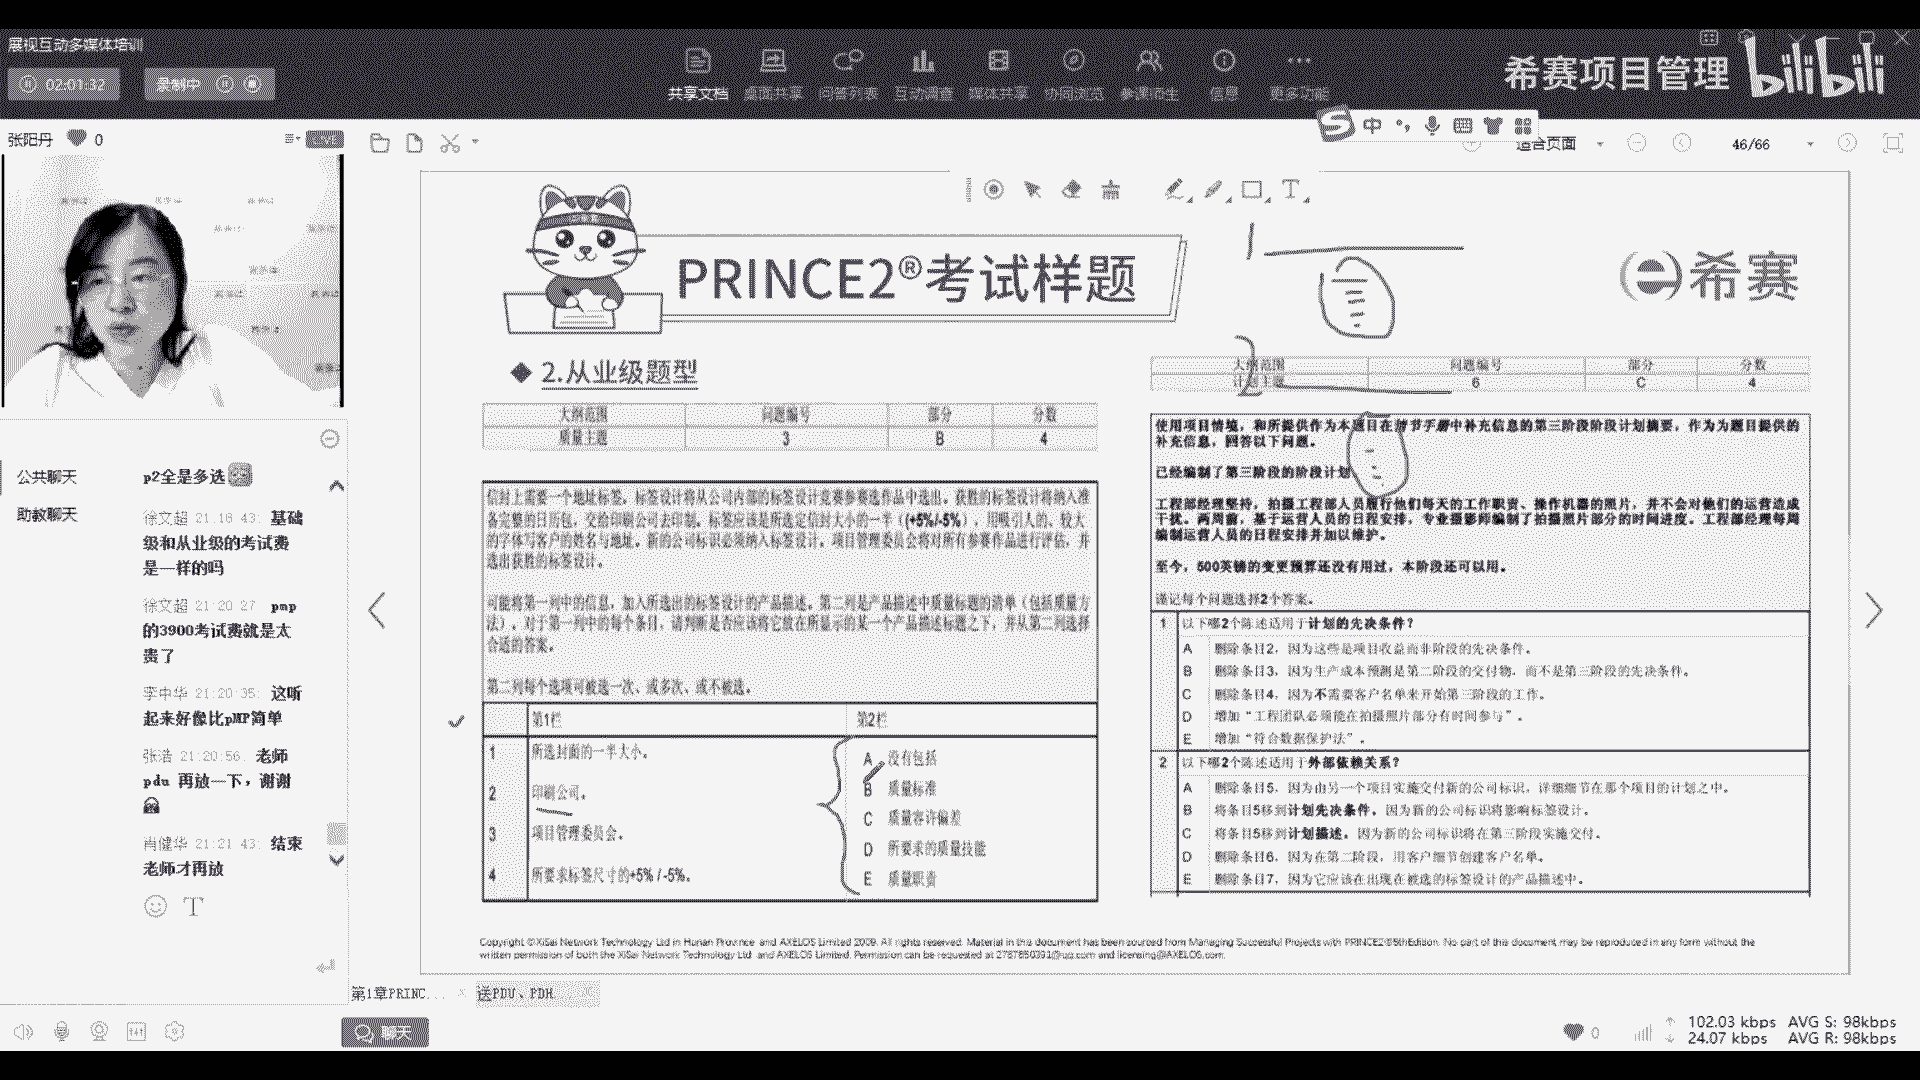 展视互动多媒体培训
02:01:32
录制中
共享文档
桌面共享
问答列表
互动调查
媒体共享
协同浏览
参课师生
信息
更多功能
希赛项目管理
bilibili
张阳丹
0
LIVE
中
适合页面
46/66
公共聊天
助教聊天
p2全是多选
徐文超 21:18:43: 基础
级和从业级的考试费
是一样的吗
徐文超 21:20:27: pmp
的3900考试费就是太
贵了
李中华 21:20:35: 这听
起来好像比pMP简单
张浩 21:20:56: 老师
pdu 再放一下，谢谢
肖健华 21:21:43: 结束
老师才再放
PRINCE2®考试样题
希赛
2.从业级题型
大纲范围 问题编号 部分 分数
质量主题 3 B 4
信封上需要一个地址标签。标签设计将从公司内部的标签设计竞赛参赛选作品中选出。获胜的标签设计将纳入准
备完整的日历包，交给印刷公司去印制。标签应该是所选定信封大小的一半（(+5%/-5%)，用吸引人的、较大
的字体写客户的姓名与地址。新的公司标识必须纳入标签设计。项目管理委员会将对所有参赛作品进行评估，并
选出获胜的标签设计。
可能将第一列中的信息，加入所选出的标签设计的产品描述。第二列是产品描述中质量标题的清单（包括质量方
法）。对于第一列中的每个条目，请判断是否应该将它放在所显示的某一个产品描述标题之下，并从第二列选择
合适的答案。
第二列每个选项可被选一次、或多次、或不被选。
第1栏 第2栏
1 所选封面的一半大小。
2 印刷公司。
3 项目管理委员会。
4 所要求标签尺寸的+5% / -5%。
A 没有包括
B 质量标准
C 质量容许偏差
D 所要求的质量技能
E 质量职责
大纲范围 问题编号 部分 分数
计划主题 6 C 4
使用项目情境，和所提供作为本题目在情节手册中补充信息的第三阶段阶段计划摘要，作为为题目提供的
补充信息，回答以下问题。
已经编制了第三阶段的阶段计划
工程部经理坚持，拍摄工程部人员履行他们每天的工作职责、操作机器的照片，并不会对他们的运营造成
干扰。两周前，基于运营人员的日程安排，专业摄影师编制了拍摄照片部分的时间进度。工程部经理每周
编制运营人员的日程安排并加以维护。
至今，500英镑的变更预算还没有用过，本阶段还可以用。
谨记每个问题选择2个答案。
1 以下哪2个陈述适用于计划的先决条件？
A 删除条目2，因为这些是项目收益而非阶段的先决条件。
B 删除条目3，因为生产成本预测是第二阶段的交付物，而不是第三阶段的先决条件。
C 删除条目4，因为不需要客户名单来开始第三阶段的工作。
D 增加“工程团队必须能在拍摄照片部分有时间参与”。
E 增加“符合数据保护法”。
2 以下哪2个陈述适用于外部依赖关系？
A 删除条目5，因为由另一个项目实施交付新的公司标识，详细细节在那个项目的计划之中。
B 将条目5移到计划先决条件，因为新的公司标识将影响标签设计。
C 将条目5移到计划描述，因为新的公司标识将在第三阶段实施交付。
D 删除条目6，因为在第二阶段，用客户细节创建客户名单。
E 删除条目7，因为它应该在出现在被选的标签设计的产品描述中。
Copyright © XiSai Network Technology Ltd in Hunan Province and AXELOS Limited 2009. All rights reserved. Material in this document has been sourced from Managing Successful Projects with PRINCE2®5thEdition. No part of this document may be reproduced in any form without the
written permission of both the XiSai Network Technology Ltd and AXELOS Limited. Permission can be requested at
第1章PRINC...
送PDU、PDH
聊天
0
102.03 kbps AVG S: 98kbps
24.07 kbps AVG R: 98kbps